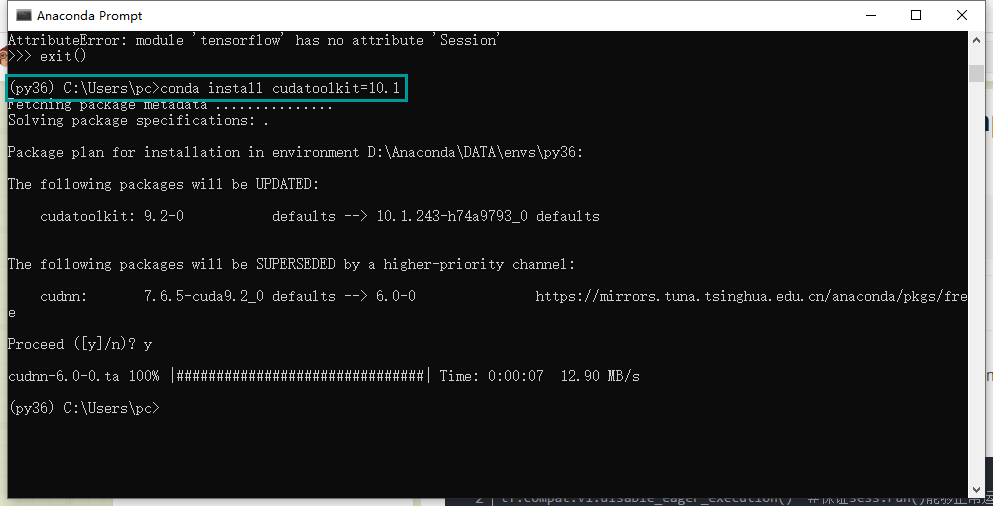 Anaconda Prompt
AttributeError: module 'tensorflow' has no attribute 'Session'
>>> exit()
(py36) C:\Users\pc>conda install cudatoolkit=10.1
Fetching package metadata ...............
Solving package specifications: .
Package plan for installation in environment D:\Anaconda\DATA\envs\py36:
The following packages will be UPDATED:
cudatoolkit: 9.2-0 defaults --> 10.1.243-h74a9793_0 defaults
The following packages will be SUPERSEDED by a higher-priority channel:
cudnn: 7.6.5-cuda9.2_0 defaults --> 6.0-0 https://mirrors.tuna.tsinghua.edu.cn/anaconda/pkgs/fre
e
Proceed ([y]/n)? y
cudnn-6.0-0.ta 100% |###############################| Time: 0:00:07 12.90 MB/s
(py36) C:\Users\pc>
2 tf.compat.v1.disable_eager_execution() #保证sess.run()能够正常运